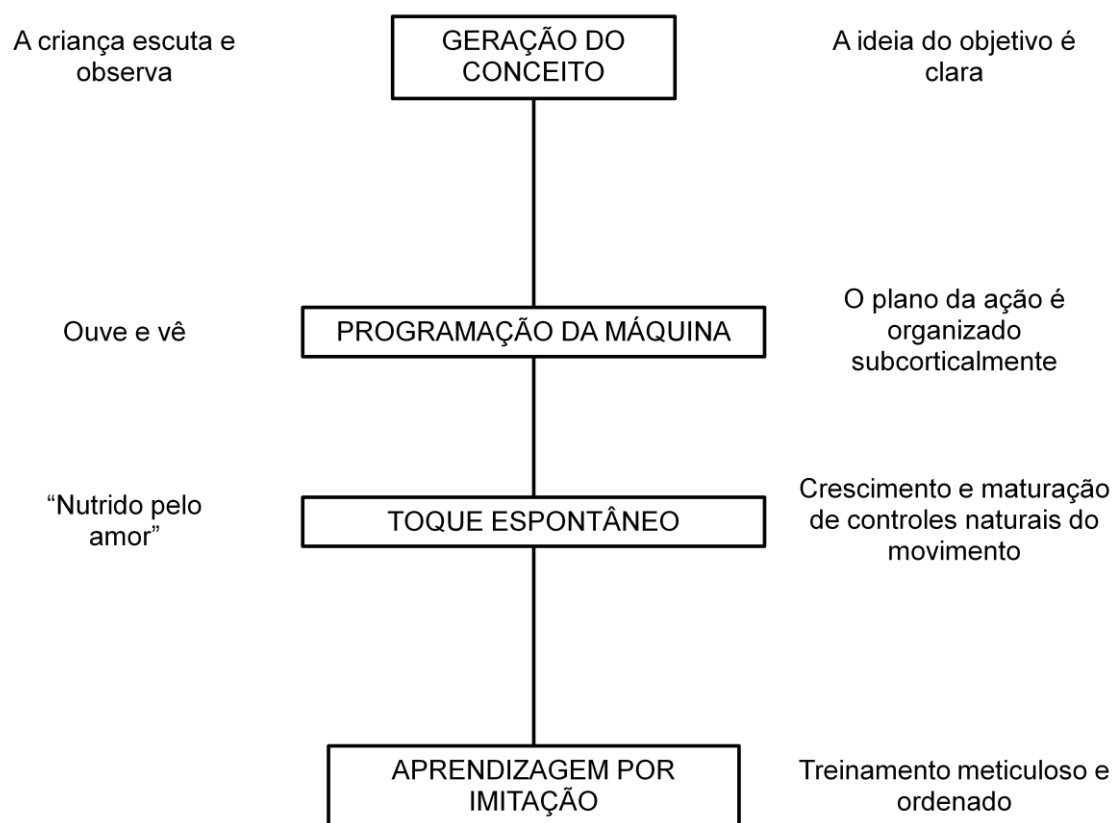 A criança escuta e
observa
GERAÇÃO DO
CONCEITO
A ideia do objetivo é
clara
Ouve e vê
PROGRAMAÇÃO DA MÁQUINA
O plano da ação é
organizado
subcorticalmente
“Nutrido pelo
amor”
TOQUE ESPONTÂNEO
Crescimento e maturação
de controles naturais do
movimento
APRENDIZAGEM POR
IMITAÇÃO
Treinamento meticuloso e
ordenado